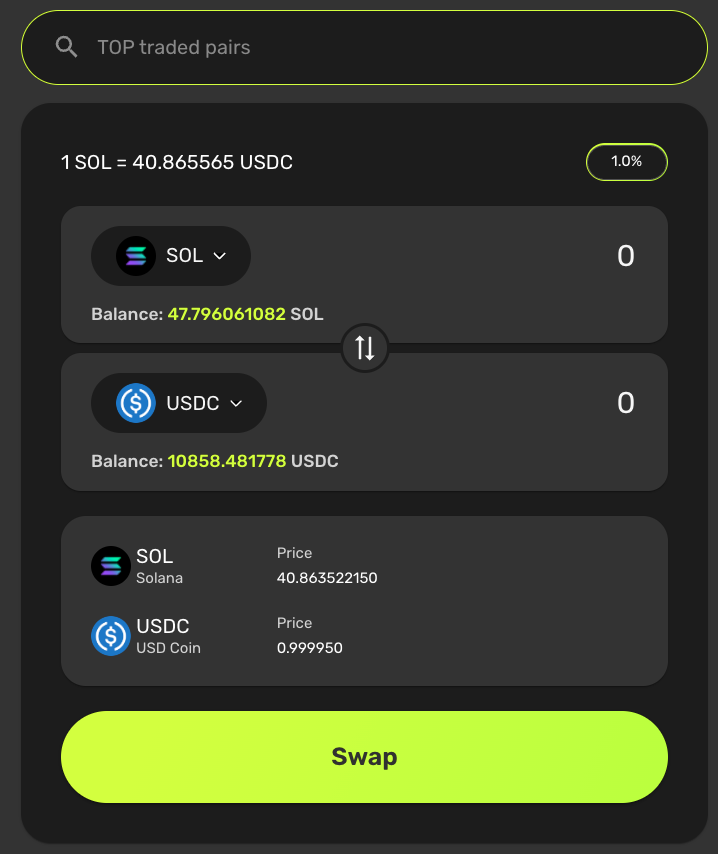 TOP traded pairs
1 SOL = 40.865565 USDC
1.0%
SOL
0
Balance: 47.796061082 SOL
USDC
0
Balance: 10858.481778 USDC
SOL
Solana
Price
40.863522150
USDC
USD Coin
Price
0.999950
Swap